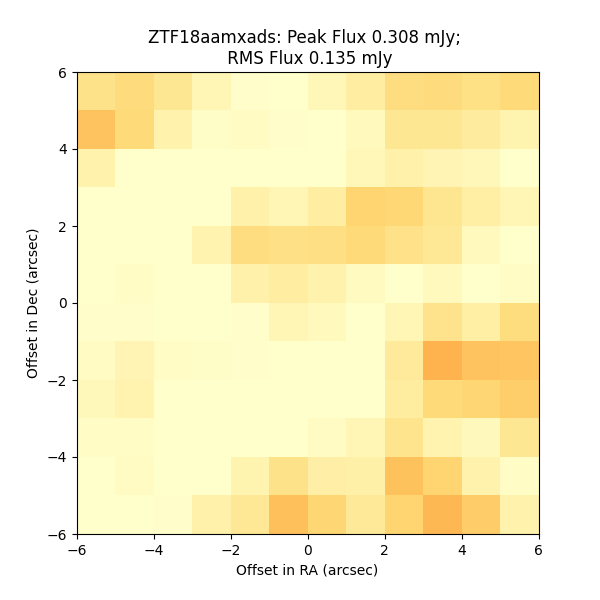 ZTF18aamxads: Peak Flux 0.308 mJy;
RMS Flux 0.135 mJy
6
4
2
0
−2
−4
−6
Offset in Dec (arcsec)
−6 −4 −2 0 2 4 6
Offset in RA (arcsec)